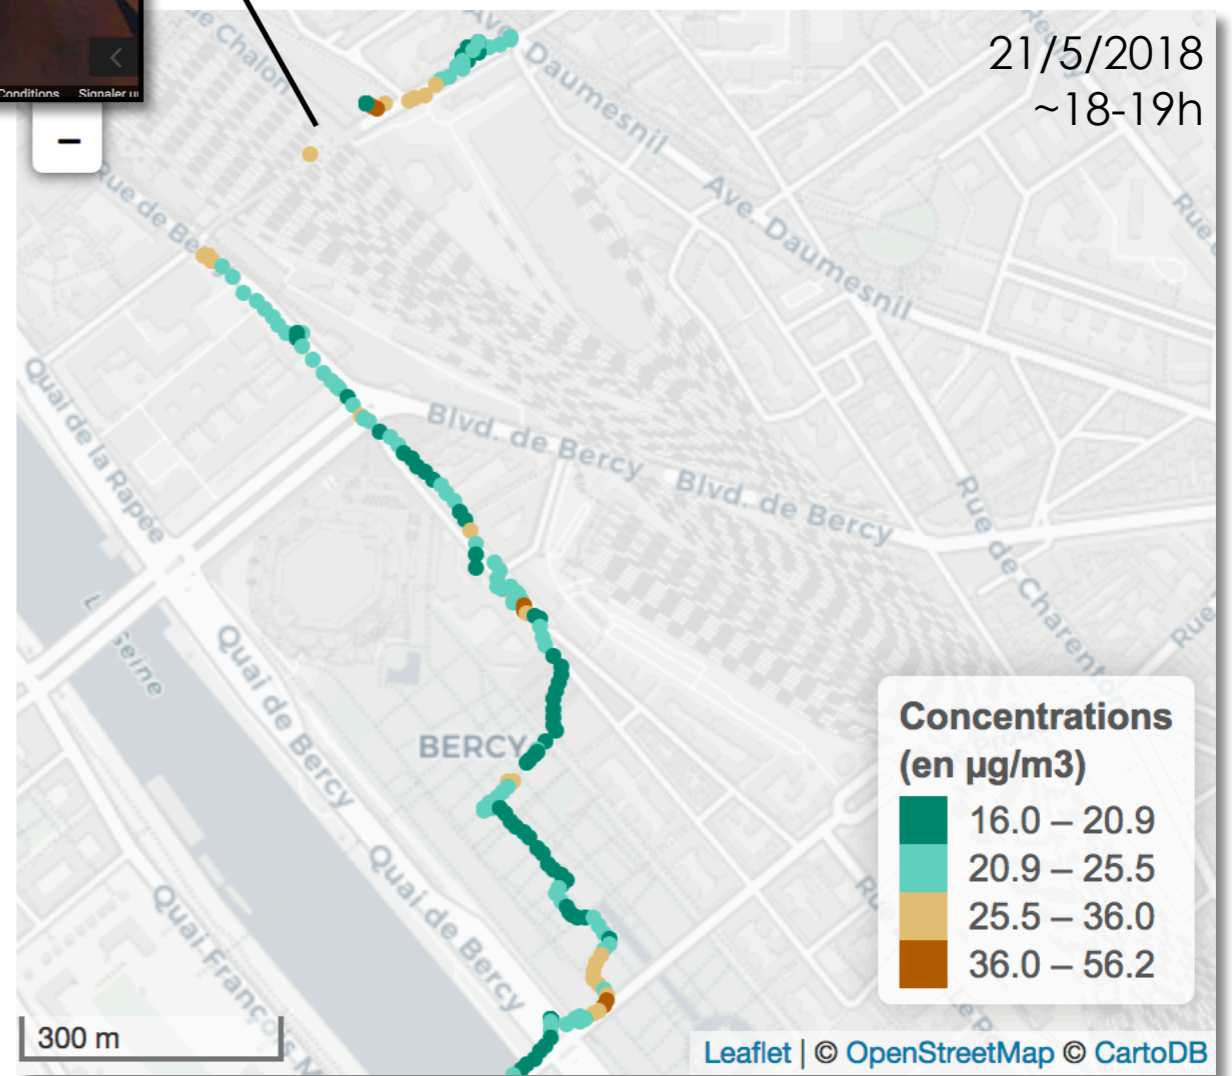 Conditions Signaler u
−
21/5/2018
~18-19h
de Chalon
Ave. Daumesnil
Ave. Daumesnil
Rue de Be
Quai de la Rapée
Blvd. de Bercy
Blvd. de Bercy
Rue de Charenton
Rue
Rue
Seine
Quai de Bercy
BERCY
Quai de Bercy
Quai Franço
Concentrations
(en µg/m3)
16.0 – 20.9
20.9 – 25.5
25.5 – 36.0
36.0 – 56.2
300 m
Leaflet | © OpenStreetMap © CartoDB